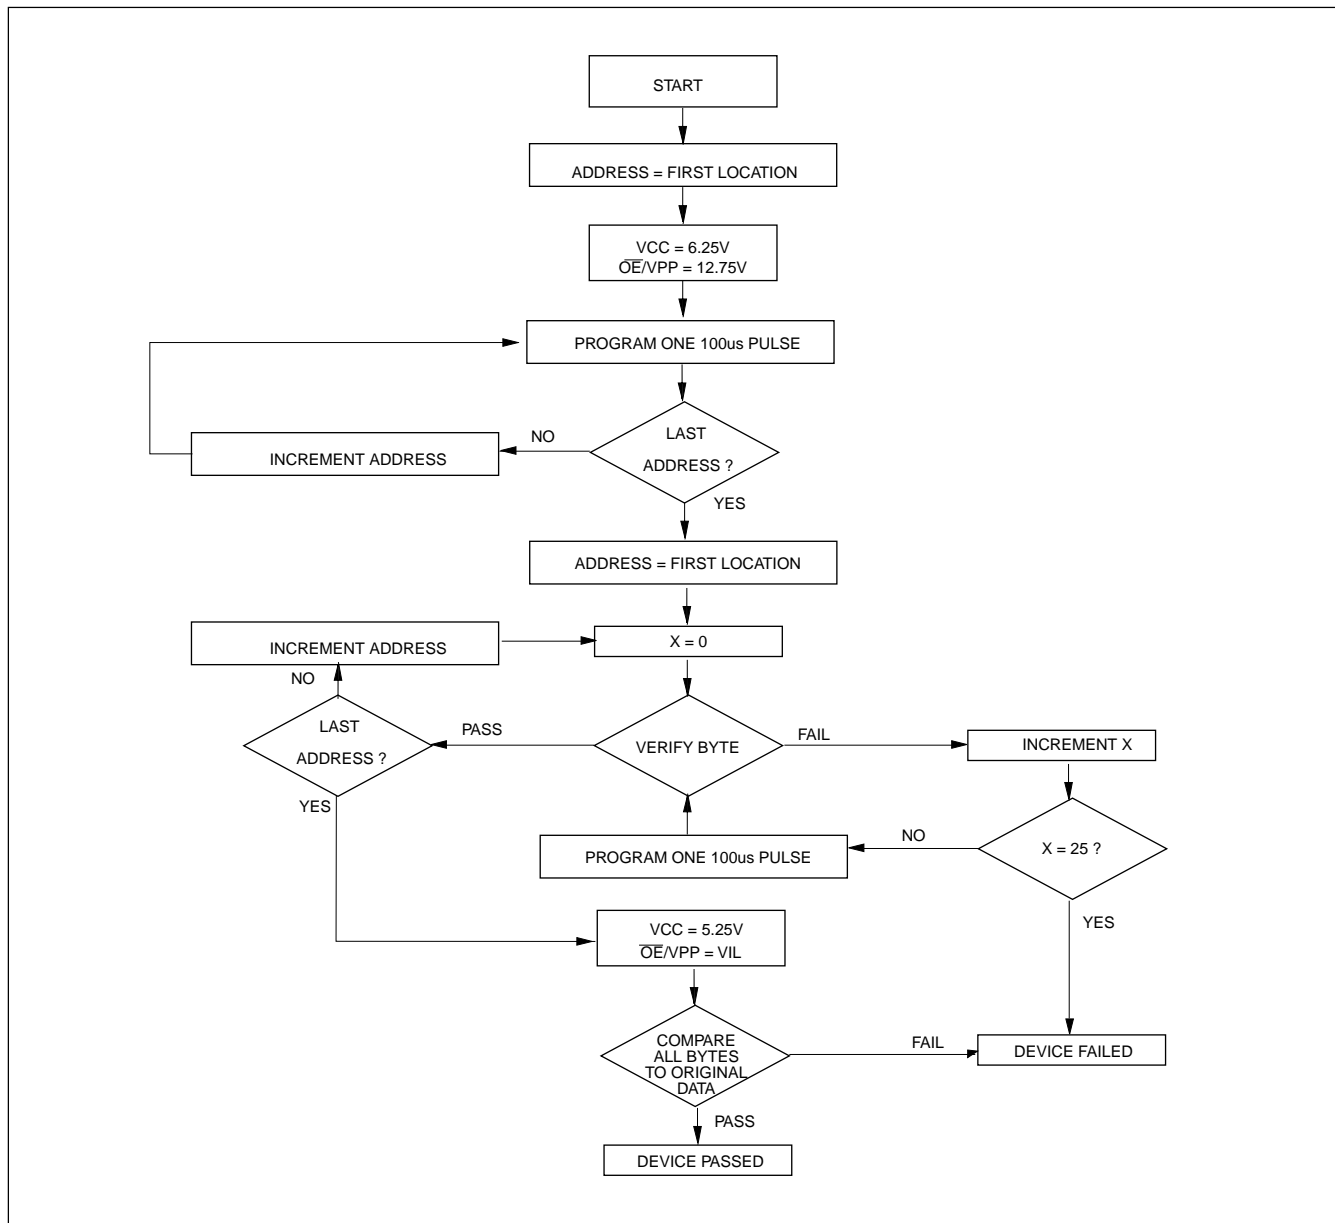 START
ADDRESS = FIRST LOCATION
VCC = 6.25V
O̅E̅/VPP = 12.75V
PROGRAM ONE 100us PULSE
LAST
ADDRESS ?
NO
INCREMENT ADDRESS
YES
ADDRESS = FIRST LOCATION
INCREMENT ADDRESS
X = 0
NO
LAST
ADDRESS ?
PASS
VERIFY BYTE
FAIL
INCREMENT X
YES
PROGRAM ONE 100us PULSE
NO
X = 25 ?
YES
VCC = 5.25V
O̅E̅/VPP = VIL
COMPARE
ALL BYTES
TO ORIGINAL
DATA
FAIL
DEVICE FAILED
PASS
DEVICE PASSED